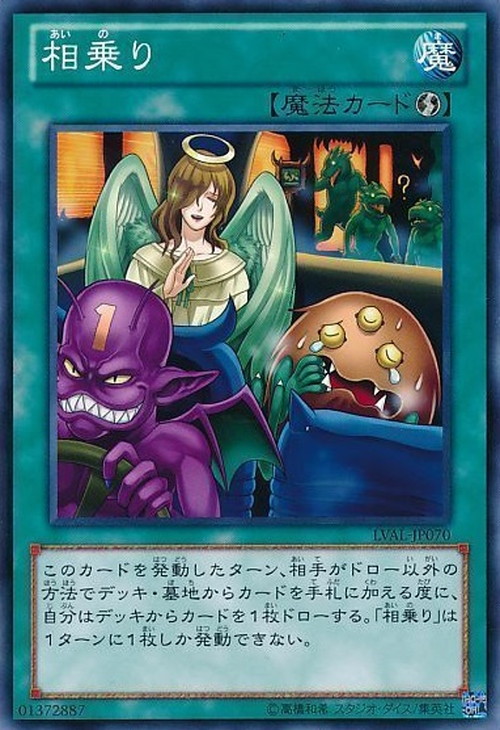 相乗り
魔
【魔法カード】
1
?
LVAL-JP070
このカードを発動したターン、相手がドロー以外の
方法でデッキ・墓地からカードを手札に加える度に、
自分はデッキからカードを1枚ドローする。「相乗り」は
1ターンに1枚しか発動できない。
01372887
©高橋和希 スタジオ・ダイス/集英社